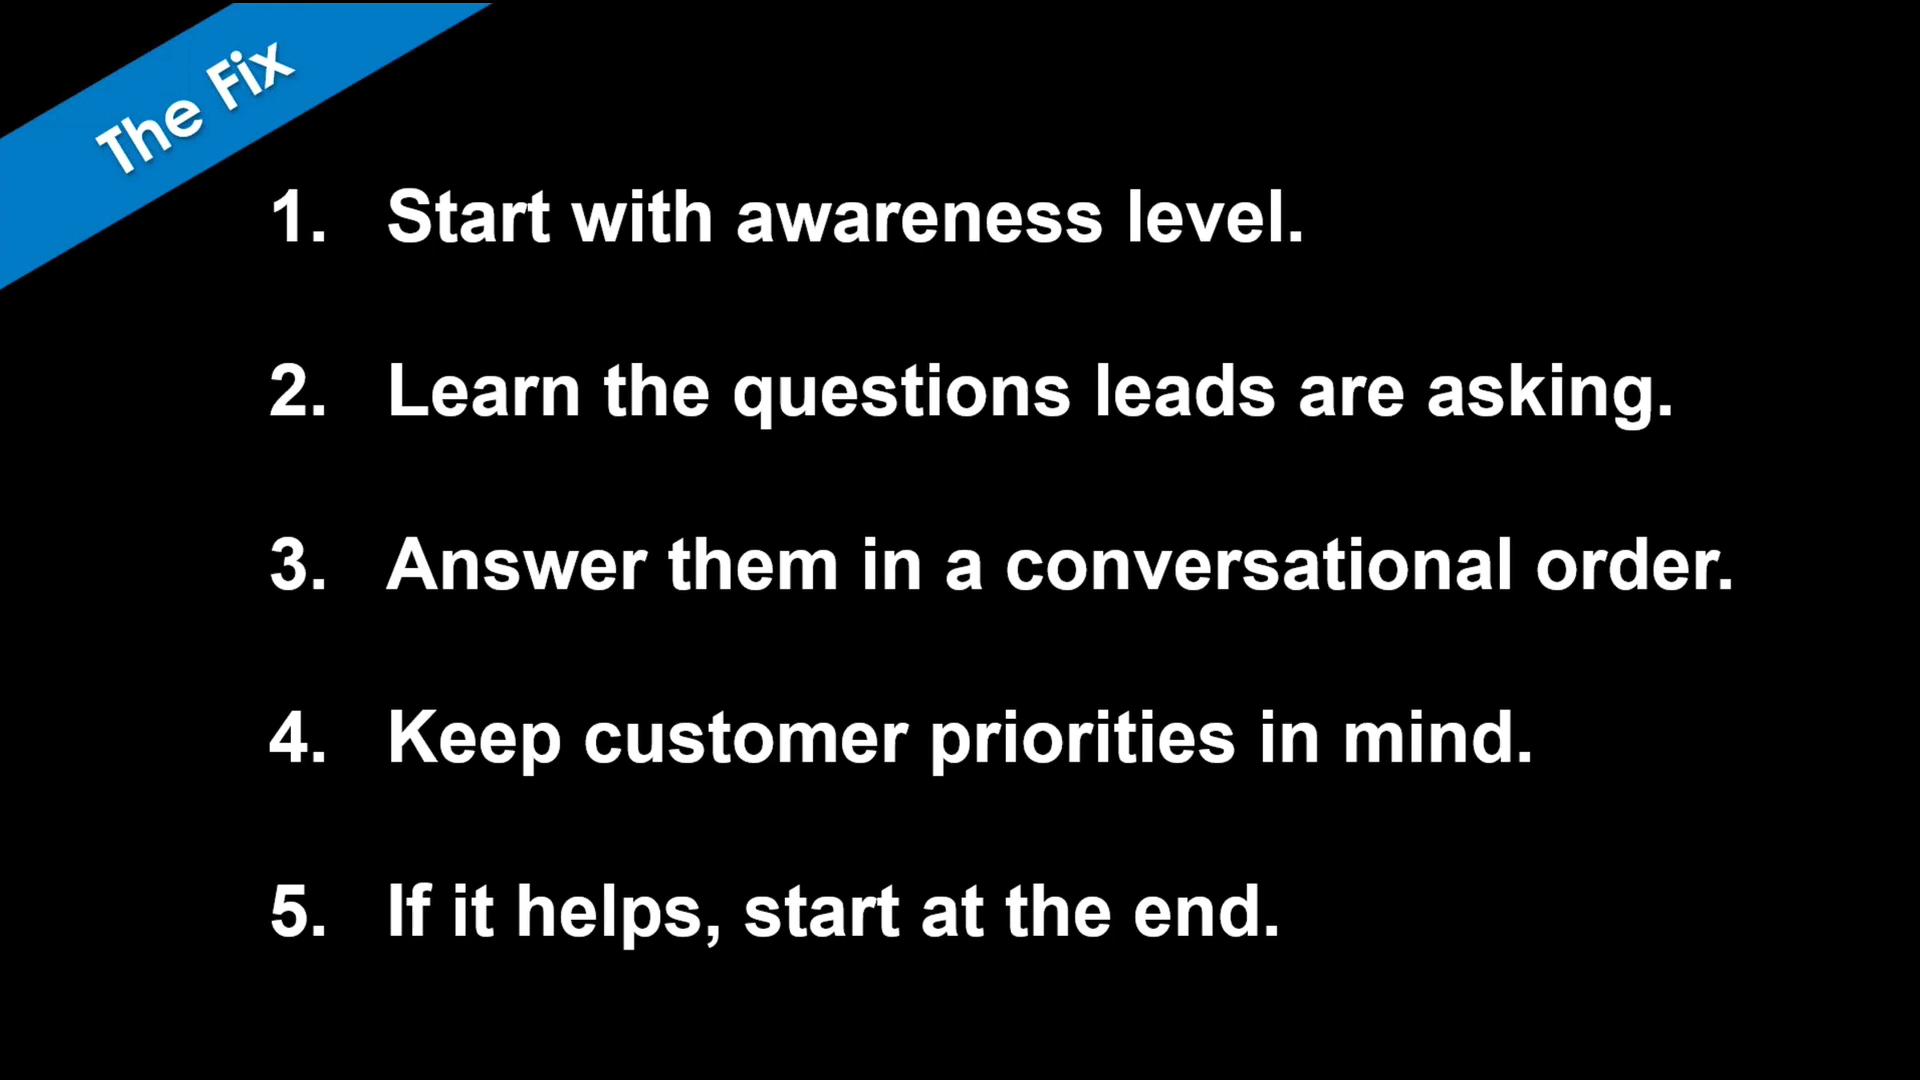 The Fix
1. Start with awareness level.
2. Learn the questions leads are asking.
3. Answer them in a conversational order.
4. Keep customer priorities in mind.
5. If it helps, start at the end.